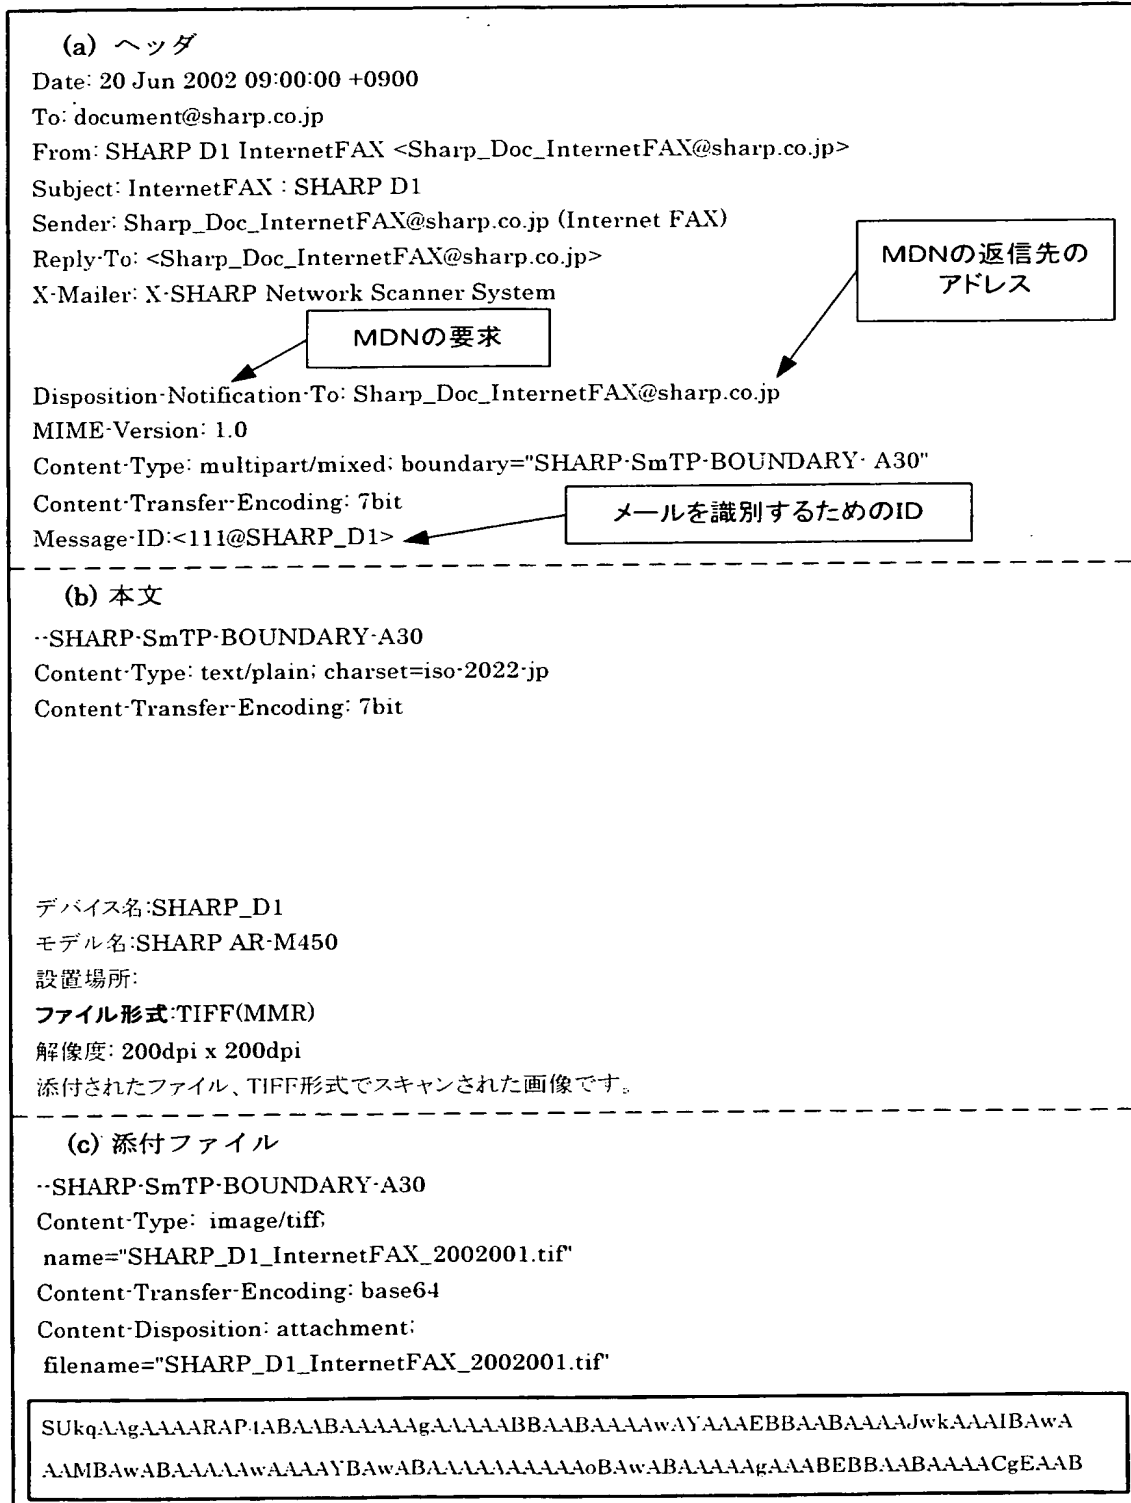 (a) ヘッダ
Date: 20 Jun 2002 09:00:00 +0900
To: document@sharp.co.jp
From: SHARP D1 InternetFAX <Sharp_Doc_InternetFAX@sharp.co.jp>
Subject: InternetFAX : SHARP D1
Sender: Sharp_Doc_InternetFAX@sharp.co.jp (Internet FAX)
Reply-To: <Sharp_Doc_InternetFAX@sharp.co.jp>
X-Mailer: X-SHARP Network Scanner System
MDNの返信先の
アドレス
MDNの要求
Disposition-Notification-To: Sharp_Doc_InternetFAX@sharp.co.jp
MIME-Version: 1.0
Content-Type: multipart/mixed; boundary="SHARP-SmTP-BOUNDARY- A30"
Content-Transfer-Encoding: 7bit
メールを識別するためのID
Message-ID:<111@SHARP_D1>
(b) 本文
--SHARP-SmTP-BOUNDARY-A30
Content-Type: text/plain; charset=iso-2022-jp
Content-Transfer-Encoding: 7bit
デバイス名:SHARP_D1
モデル名:SHARP AR-M450
設置場所:
ファイル形式:TIFF(MMR)
解像度: 200dpi x 200dpi
添付されたファイル、TIFF形式でスキャンされた画像です。
(c) 添付ファイル
--SHARP-SmTP-BOUNDARY-A30
Content-Type: image/tiff;
name="SHARP_D1_InternetFAX_2002001.tif"
Content-Transfer-Encoding: base64
Content-Disposition: attachment;
filename="SHARP_D1_InternetFAX_2002001.tif"